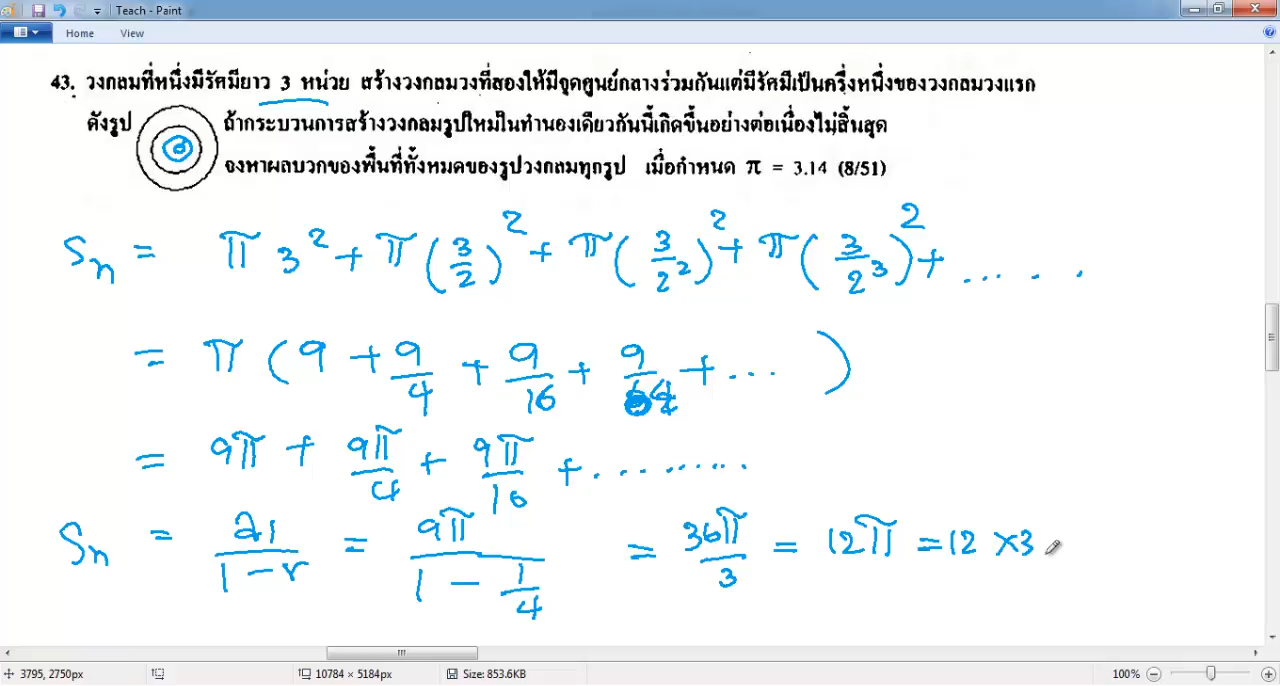 Teach - Paint
Home View
43. วงกลมที่หนึ่งมีรัศมียาว 3 หน่วย สร้างวงกลมวงที่สองให้มีจุดศูนย์กลางร่วมกันแต่มีรัศมีเป็นครึ่งหนึ่งของวงกลมวงแรก
ดังรูป ถ้ากระบวนการสร้างวงกลมรูปใหม่ในทำนองเดียวกันนี้เกิดขึ้นอย่างต่อเนื่องไม่สิ้นสุด
จงหาผลบวกของพื้นที่ทั้งหมดของรูปวงกลมทุกรูป เมื่อกำหนด π = 3.14 (8/51)
Sn = π 3² + π(3/2)² + π(3/2²)² + π(3/2³)² + .... .
= π (9 + 9/4 + 9/16 + 9/64 + ... )
= 9π + 9π/4 + 9π/16 + .........
Sn = a1/(1-r) = 9π/(1 - 1/4) = 36π/3 = 12π = 12 ×3
3795, 2750px 10784 × 5184px Size: 853.6KB 100%